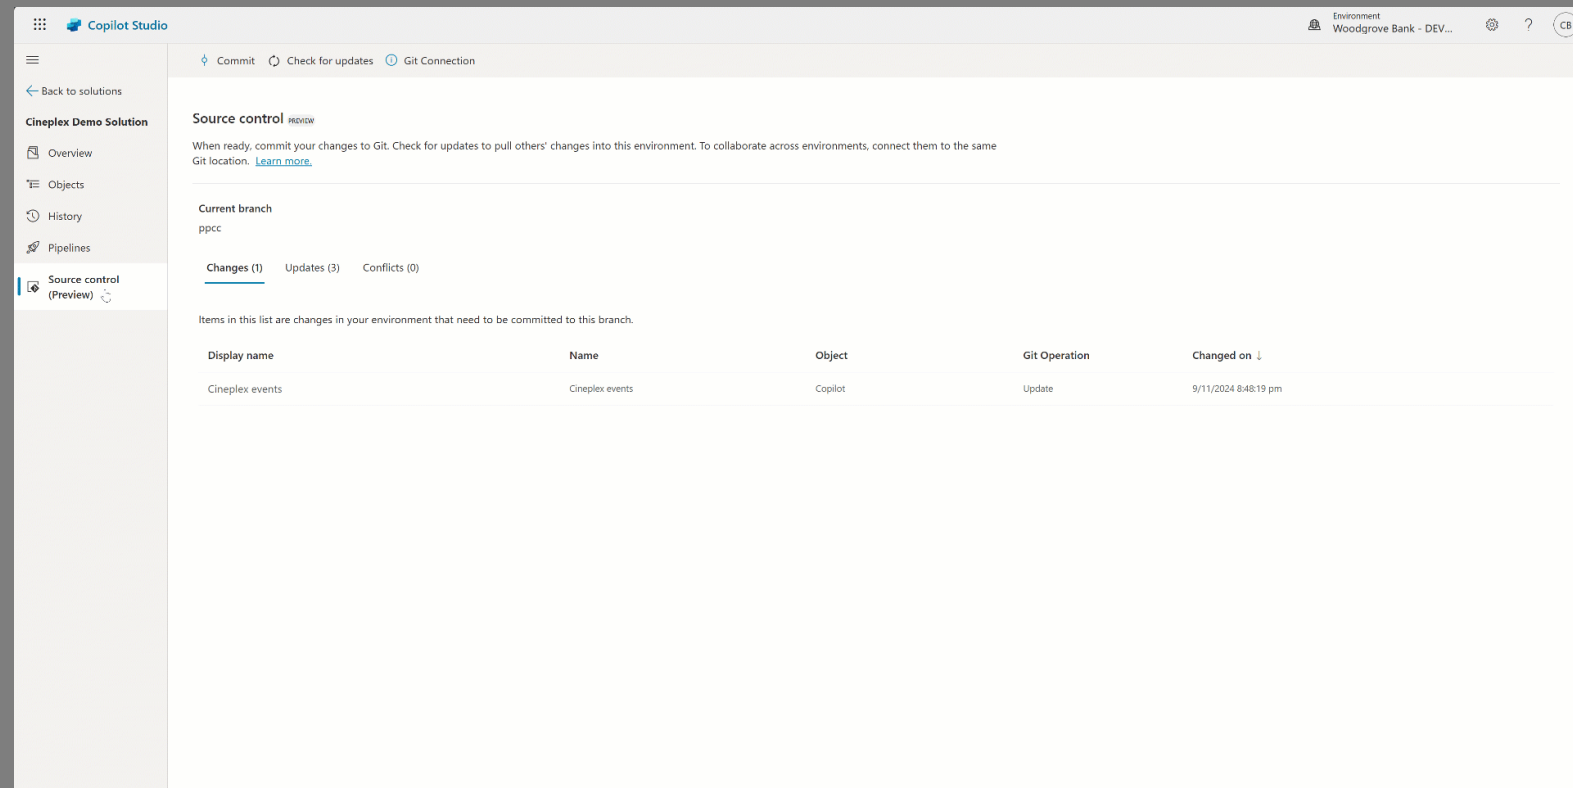 Copilot Studio
Environment
Woodgrove Bank - DEV...
?
CB
Commit
Check for updates
Git Connection
Back to solutions
Cineplex Demo Solution
Overview
Objects
History
Pipelines
Source control
(Preview)
Source control PREVIEW
When ready, commit your changes to Git. Check for updates to pull others' changes into this environment. To collaborate across environments, connect them to the same
Git location. Learn more.
Current branch
ppcc
Changes (1) Updates (3) Conflicts (0)
Items in this list are changes in your environment that need to be committed to this branch.
Display name Name Object Git Operation Changed on ↓
Cineplex events Cineplex events Copilot Update 9/11/2024 8:48:19 pm